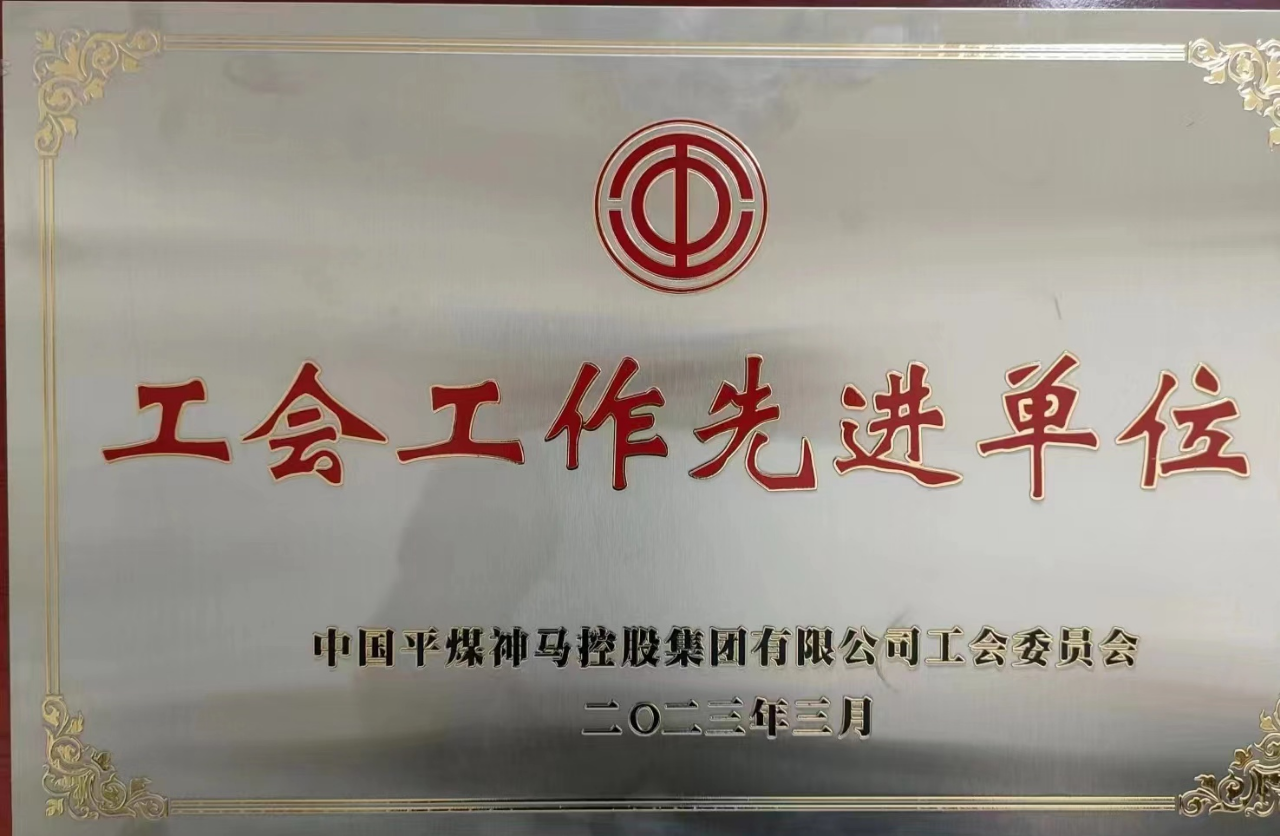 工会工作先进单位
中国平煤神马控股集团有限公司工会委员会
二〇二三年三月